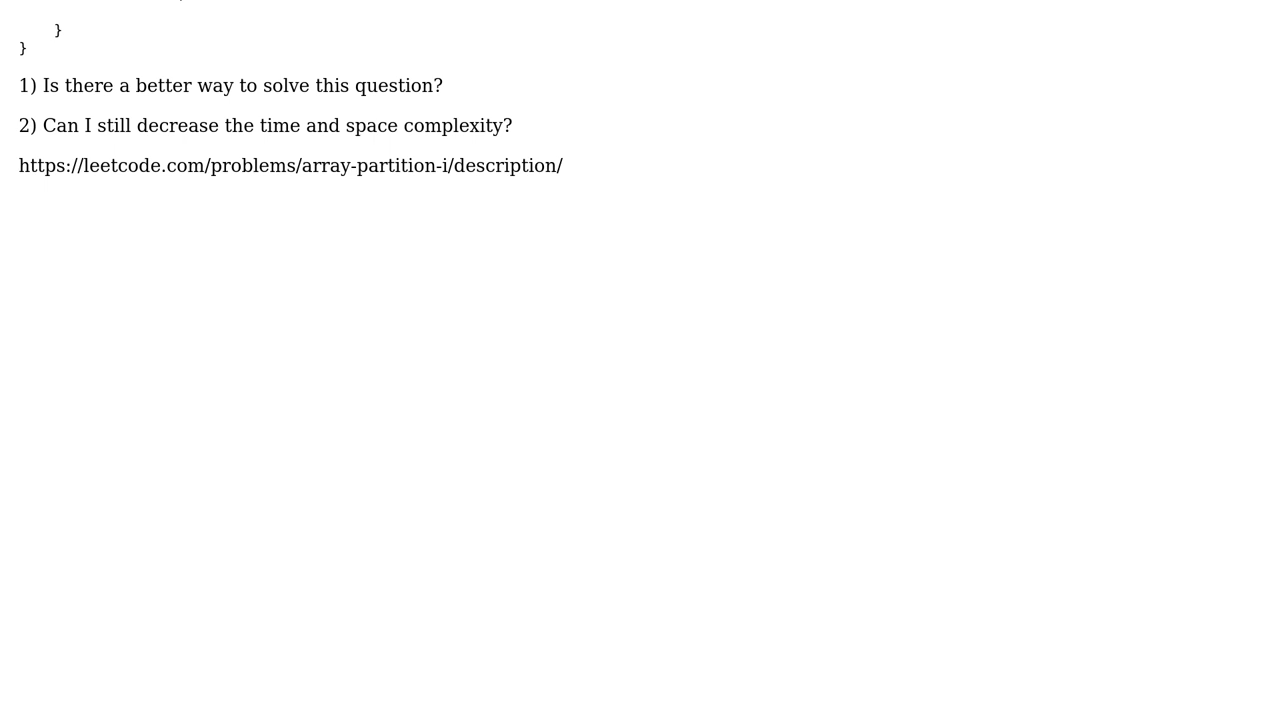 }
}
1) Is there a better way to solve this question?
2) Can I still decrease the time and space complexity?
https://leetcode.com/problems/array-partition-i/description/